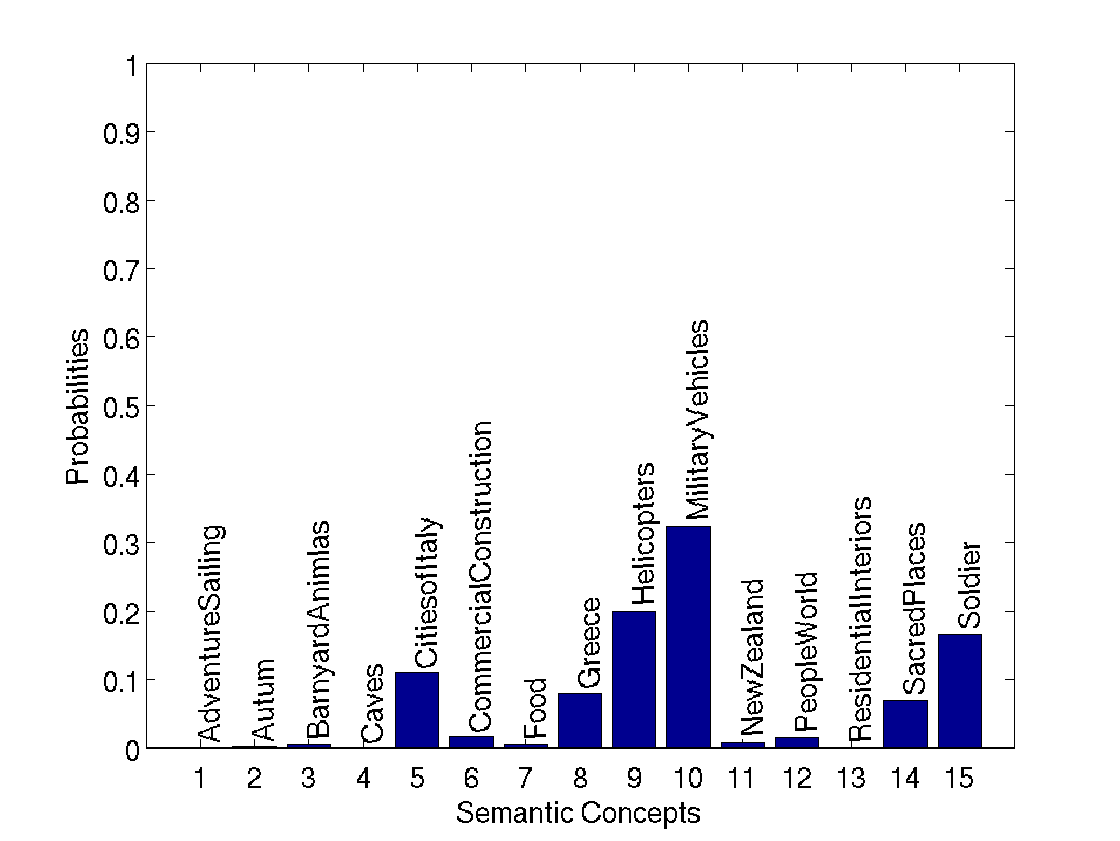 1
0.9
0.8
0.7
0.6
0.5
0.4
0.3
0.2
0.1
0
Probabilities
AdventureSailing
Autum
BarnyardAnimlas
Caves
CitiesofItaly
CommercialConstruction
Food
Greece
Helicopters
MilitaryVehicles
NewZealand
PeopleWorld
ResidentialInteriors
SacredPlaces
Soldier
1 2 3 4 5 6 7 8 9 10 11 12 13 14 15
Semantic Concepts